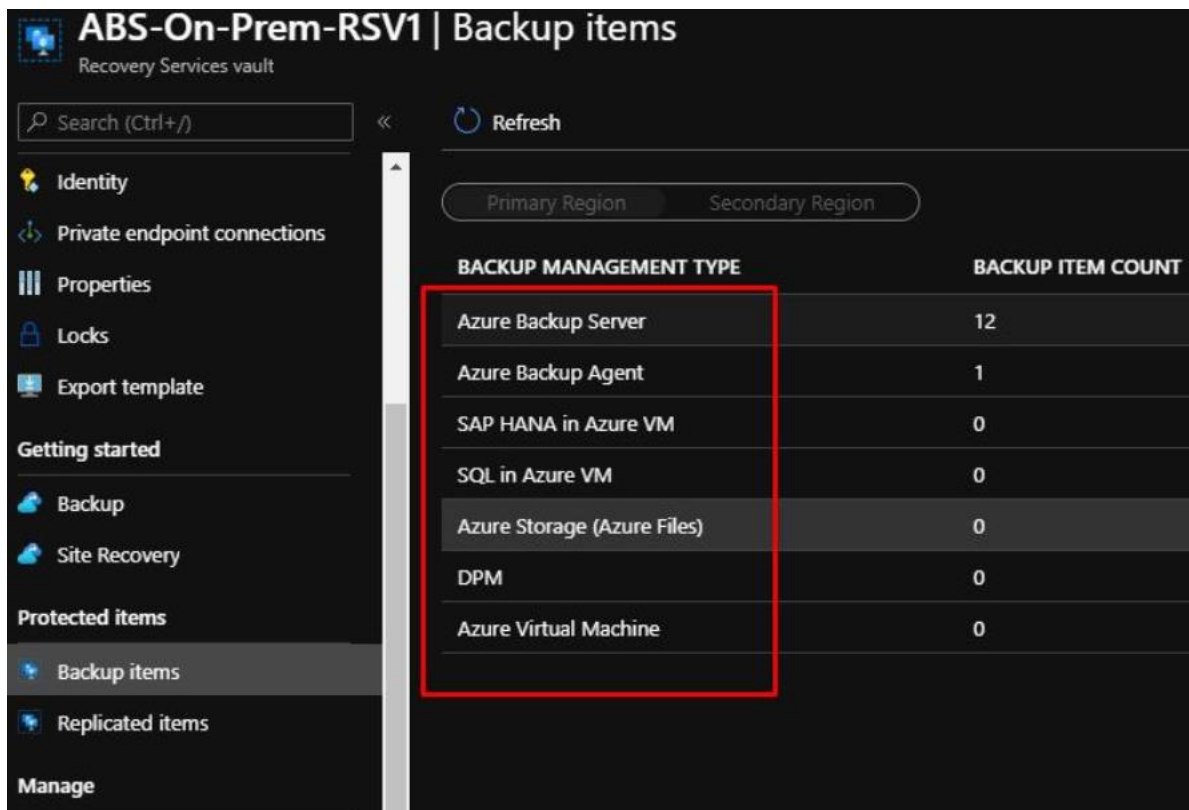 ABS-On-Prem-RSV1 | Backup items
Recovery Services vault
Search (Ctrl+/)
«
Identity
Private endpoint connections
Properties
Locks
Export template
Getting started
Backup
Site Recovery
Protected items
Backup items
Replicated items
Manage
Refresh
Primary Region Secondary Region
BACKUP MANAGEMENT TYPE BACKUP ITEM COUNT
Azure Backup Server 12
Azure Backup Agent 1
SAP HANA in Azure VM 0
SQL in Azure VM 0
Azure Storage (Azure Files) 0
DPM 0
Azure Virtual Machine 0